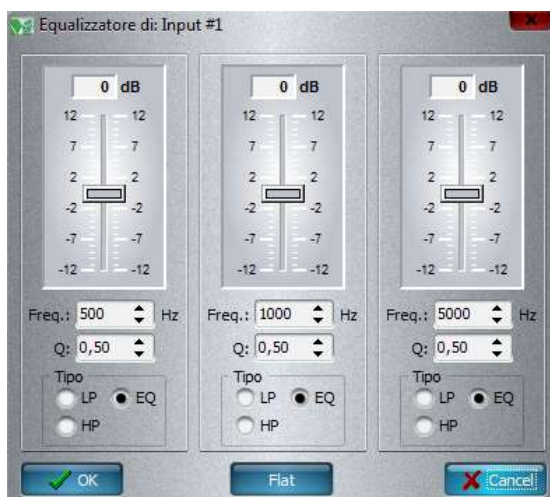 Equalizzatore di: Input #1
0 dB 0 dB 0 dB
12 12 12 12 12 12
7 7 7 7 7 7
2 2 2 2 2 2
-2 -2 -2 -2 -2 -2
-7 -7 -7 -7 -7 -7
-12 -12 -12 -12 -12 -12
Freq.: 500 Hz Freq.: 1000 Hz Freq.: 5000 Hz
Q: 0,50 Q: 0,50 Q: 0,50
Tipo Tipo Tipo
LP EQ LP EQ LP EQ
HP HP HP
OK Flat Cancel